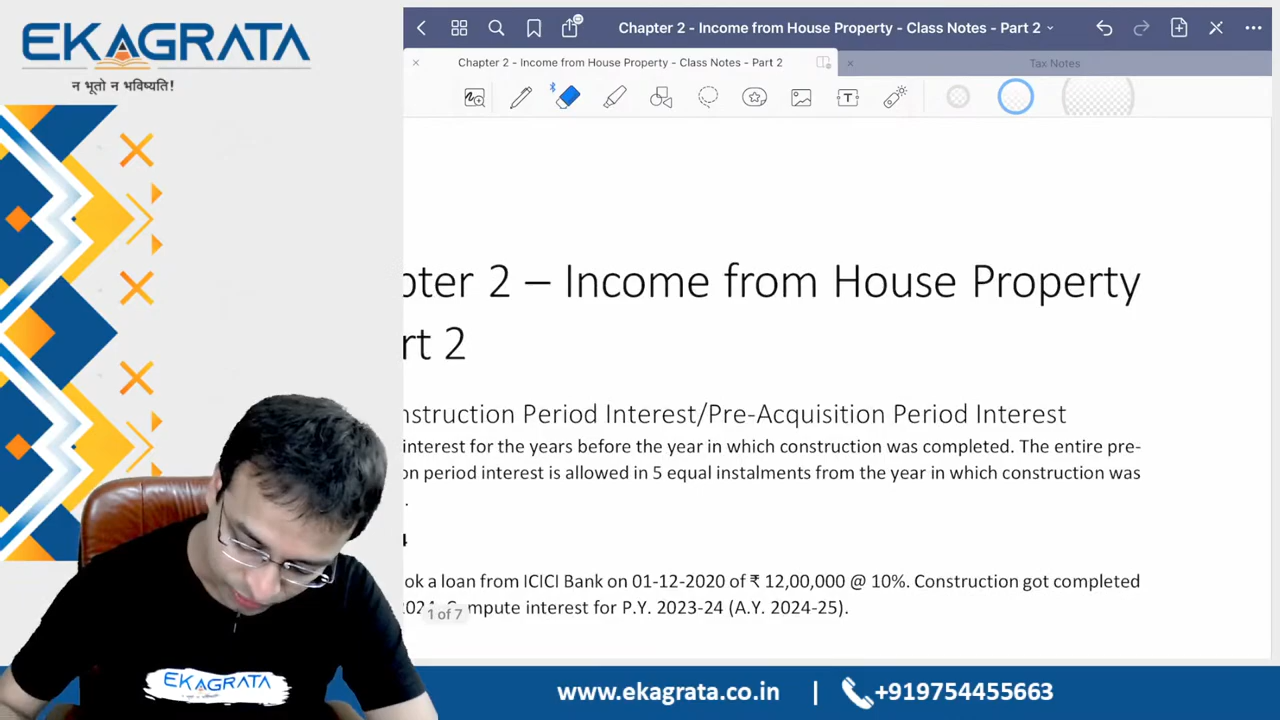 EKAGRATA
न भूतो न भविष्यति!
Chapter 2 - Income from House Property - Class Notes - Part 2
Chapter 2 - Income from House Property - Class Notes - Part 2
Tax Notes
pter 2 – Income from House Property
rt 2
nstruction Period Interest/Pre-Acquisition Period Interest
interest for the years before the year in which construction was completed. The entire pre-
on period interest is allowed in 5 equal instalments from the year in which construction was
.
4
ok a loan from ICICI Bank on 01-12-2020 of ₹ 12,00,000 @ 10%. Construction got completed
2024. Compute interest for P.Y. 2023-24 (A.Y. 2024-25).
1 of 7
EKAGRATA
www.ekagrata.co.in | +919754455663